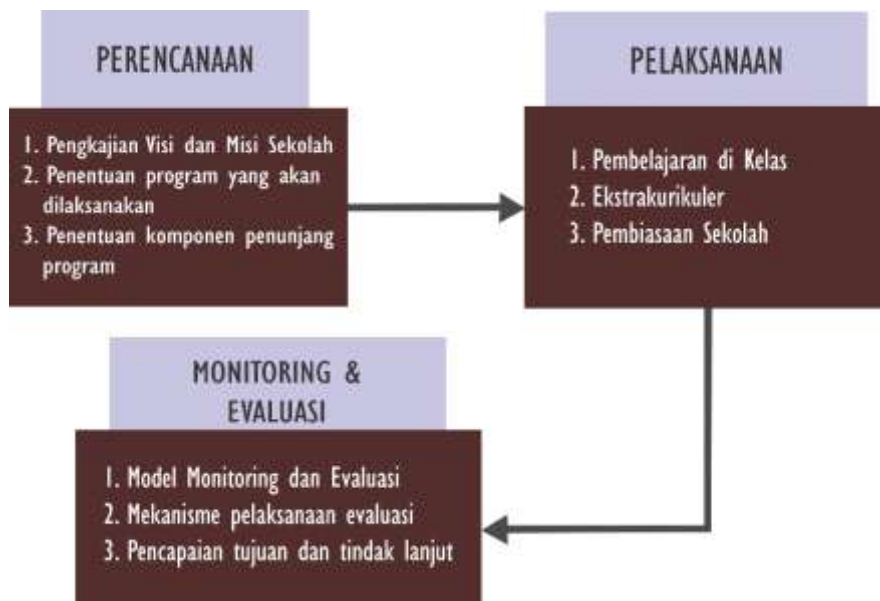 PERENCANAAN
1. Pengkajian Visi dan Misi Sekolah
2. Penentuan program yang akan
dilaksanakan
3. Penentuan komponen penunjang
program
PELAKSANAAN
1. Pembelajaran di Kelas
2. Ekstrakurikuler
3. Pembiasaan Sekolah
MONITORING &
EVALUASI
1. Model Monitoring dan Evaluasi
2. Mekanisme pelaksanaan evaluasi
3. Pencapaian tujuan dan tindak lanjut